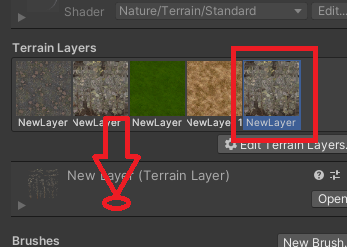 Shader
Nature/Terrain/Standard
Edit...
Terrain Layers
NewLayer NewLayer NewLayer NewLayer 1 NewLayer
Edit Terrain Layers...
New Layer (Terrain Layer)
Open
Brushes
New Brush...